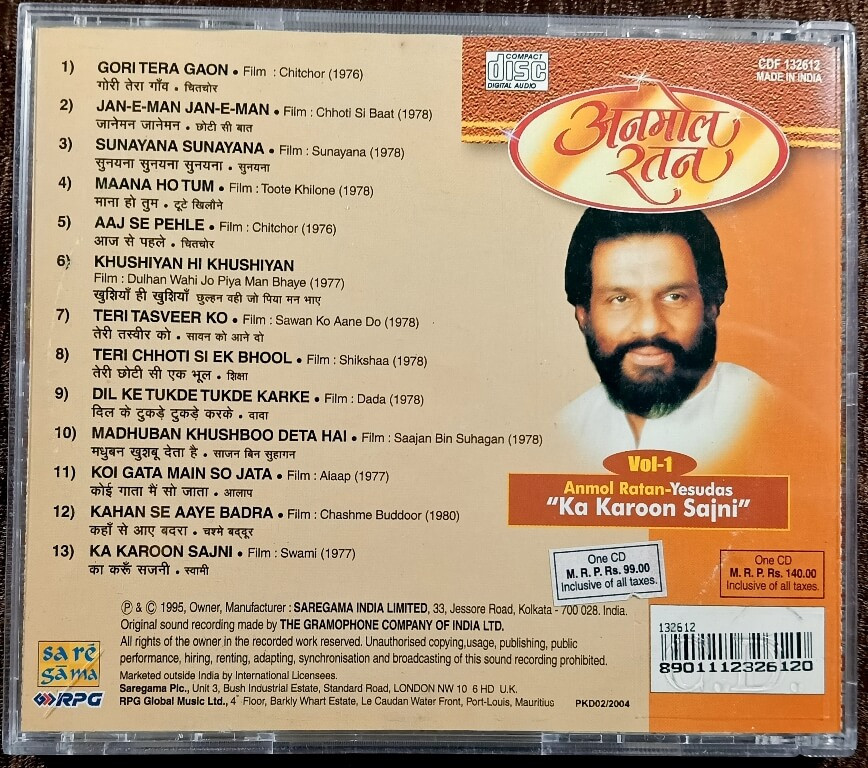 1) GORI TERA GAON • Film : Chitchor (1976)
गोरी तेरा गाँव • चितचोर
2) JAN-E-MAN JAN-E-MAN • Film : Chhoti Si Baat (1978)
जानेमन जानेमन • छोटी सी बात
3) SUNAYANA SUNAYANA • Film : Sunayana (1978)
सुनयना सुनयना सुनयना • सुनयना
4) MAANA HO TUM • Film : Toote Khilone (1978)
माना हो तुम • टूटे खिलौने
5) AAJ SE PEHLE • Film : Chitchor (1976)
आज से पहले • चितचोर
6) KHUSHIYAN HI KHUSHIYAN
Film : Dulhan Wahi Jo Piya Man Bhaye (1977)
खुशियाँ ही खुशियाँ छुल्हन वही जो पिया मन भाए
7) TERI TASVEER KO • Film : Sawan Ko Aane Do (1978)
तेरी तस्वीर को • सावन को आने वो
8) TERI CHHOTI SI EK BHOOL • Film : Shikshaa (1978)
तेरी छोटी सी एक भूल • शिक्षा
9) DIL KE TUKDE TUKDE KARKE • Film : Dada (1978)
दिल के टुकड़े टुकड़े करके • दादा
10) MADHUBAN KHUSHBOO DETA HAI • Film : Saajan Bin Suhagan (1978)
मधुबन खुशबू देता है • साजन बिन सुहागन
11) KOI GATA MAIN SO JATA • Film : Alaap (1977)
कोई गाता मैं सो जाता • आलाप
12) KAHAN SE AAYE BADRA • Film : Chashme Buddoor (1980)
कहाँ से आए बदरा • चश्मे बद्दूर
13) KA KAROON SAJNI • Film : Swami (1977)
का करूँ सजनी • स्वामी
COMPACT
disc
DIGITAL AUDIO
CDF 132612
MADE IN INDIA
अनमोल
रतन
Vol-1
Anmol Ratan-Yesudas
"Ka Karoon Sajni"
One CD
M. R. P. Rs. 99.00
Inclusive of all taxes.
One CD
M. R. P. Rs. 140.00
Inclusive of all taxes.
132612
8901112326120
℗ & © 1995, Owner, Manufacturer : SAREGAMA INDIA LIMITED, 33, Jessore Road, Kolkata - 700 028. India.
Original sound recording made by THE GRAMOPHONE COMPANY OF INDIA LTD.
All rights of the owner in the recorded work reserved. Unauthorised copying,usage, publishing, public
performance, hiring, renting, adapting, synchronisation and broadcasting of this sound recording prohibited.
Marketed outside India by International Licensees.
Saregama Plc., Unit 3, Bush Industrial Estate, Standard Road, LONDON NW 10 6 HD U.K.
RPG Global Music Ltd., 4th Floor, Barkly Whart Estate, Le Caudan Water Front, Port-Louis, Mauritius
PKD02/2004
sa re
gama
RPG